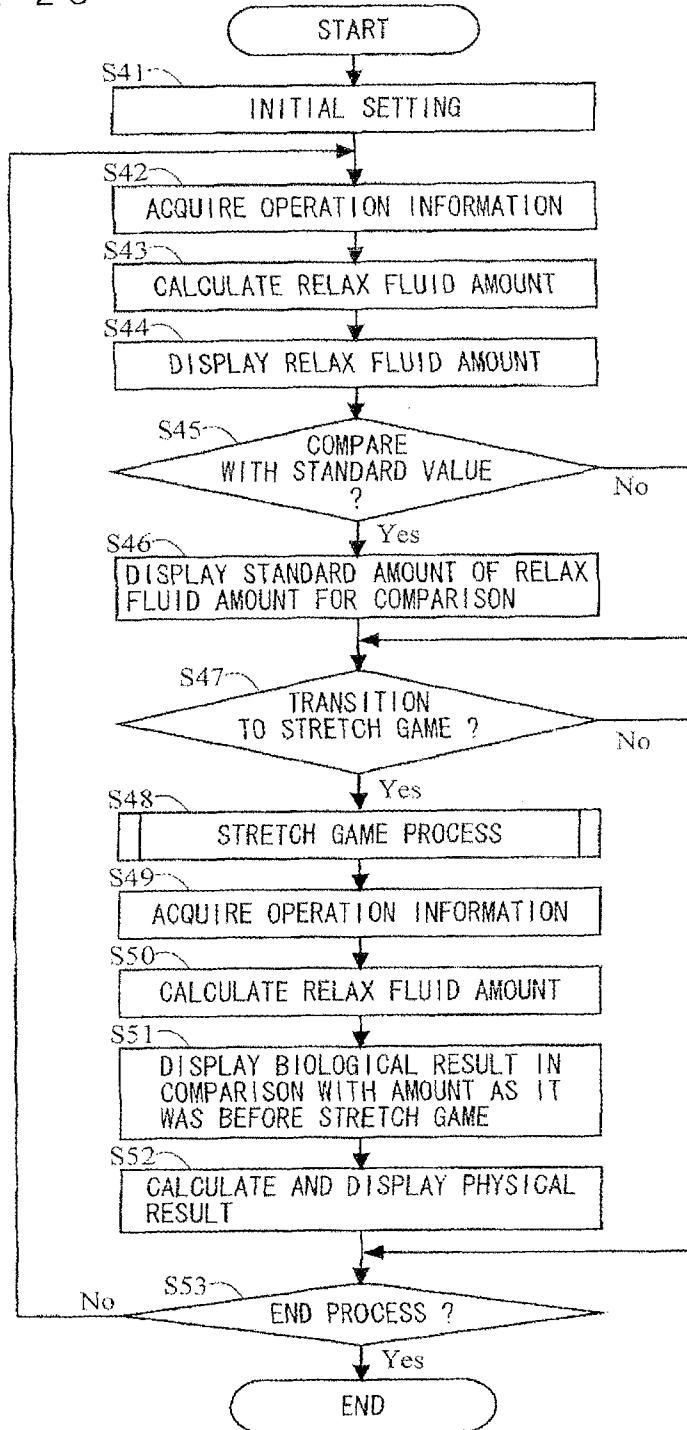 START
S41
INITIAL SETTING
S42
ACQUIRE OPERATION INFORMATION
S43
CALCULATE RELAX FLUID AMOUNT
S44
DISPLAY RELAX FLUID AMOUNT
S45
COMPARE
WITH STANDARD VALUE
?
No
Yes
S46
DISPLAY STANDARD AMOUNT OF RELAX
FLUID AMOUNT FOR COMPARISON
S47
TRANSITION
TO STRETCH GAME ?
No
Yes
S48
STRETCH GAME PROCESS
S49
ACQUIRE OPERATION INFORMATION
S50
CALCULATE RELAX FLUID AMOUNT
S51
DISPLAY BIOLOGICAL RESULT IN
COMPARISON WITH AMOUNT AS IT
WAS BEFORE STRETCH GAME
S52
CALCULATE AND DISPLAY PHYSICAL
RESULT
S53
No
END PROCESS ?
Yes
END